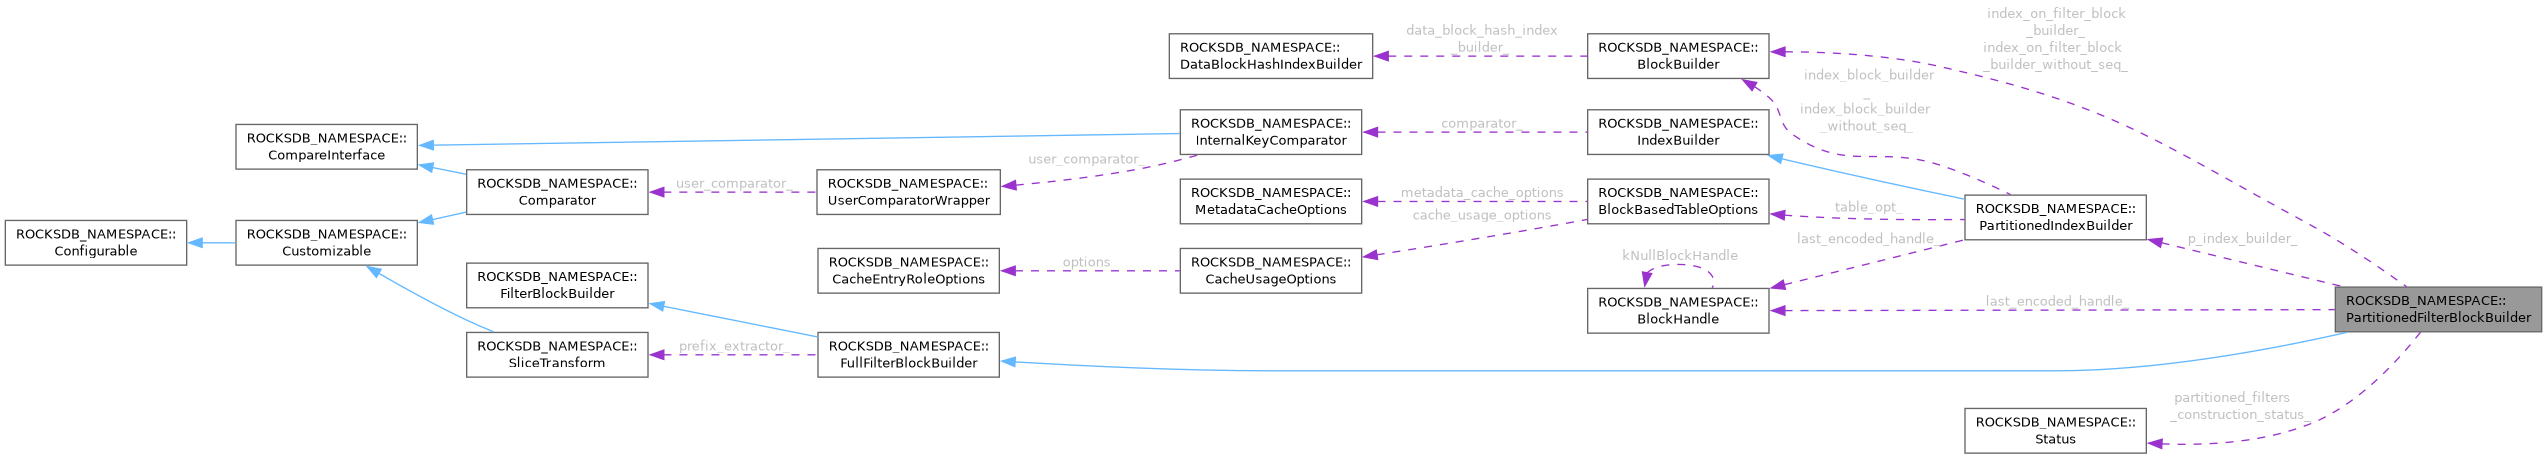 index_on_filter_block
_builder_
index_on_filter_block
_builder_without_seq_
data_block_hash_index
_builder_
ROCKSDB_NAMESPACE::
DataBlockHashIndexBuilder
ROCKSDB_NAMESPACE::
BlockBuilder
index_block_builder
_
index_block_builder
_without_seq_
ROCKSDB_NAMESPACE::
CompareInterface
ROCKSDB_NAMESPACE::
InternalKeyComparator
comparator_
ROCKSDB_NAMESPACE::
IndexBuilder
user_comparator_
ROCKSDB_NAMESPACE::
Comparator
user_comparator_
ROCKSDB_NAMESPACE::
UserComparatorWrapper
ROCKSDB_NAMESPACE::
MetadataCacheOptions
metadata_cache_options
cache_usage_options
ROCKSDB_NAMESPACE::
BlockBasedTableOptions
table_opt_
ROCKSDB_NAMESPACE::
PartitionedIndexBuilder
ROCKSDB_NAMESPACE::
Configurable
ROCKSDB_NAMESPACE::
Customizable
last_encoded_handle_
p_index_builder_
ROCKSDB_NAMESPACE::
FilterBlockBuilder
ROCKSDB_NAMESPACE::
CacheEntryRoleOptions
options
ROCKSDB_NAMESPACE::
CacheUsageOptions
kNullBlockHandle
ROCKSDB_NAMESPACE::
BlockHandle
last_encoded_handle_
ROCKSDB_NAMESPACE::
PartitionedFilterBlockBuilder
ROCKSDB_NAMESPACE::
SliceTransform
prefix_extractor_
ROCKSDB_NAMESPACE::
FullFilterBlockBuilder
partitioned_filters
_construction_status_
ROCKSDB_NAMESPACE::
Status